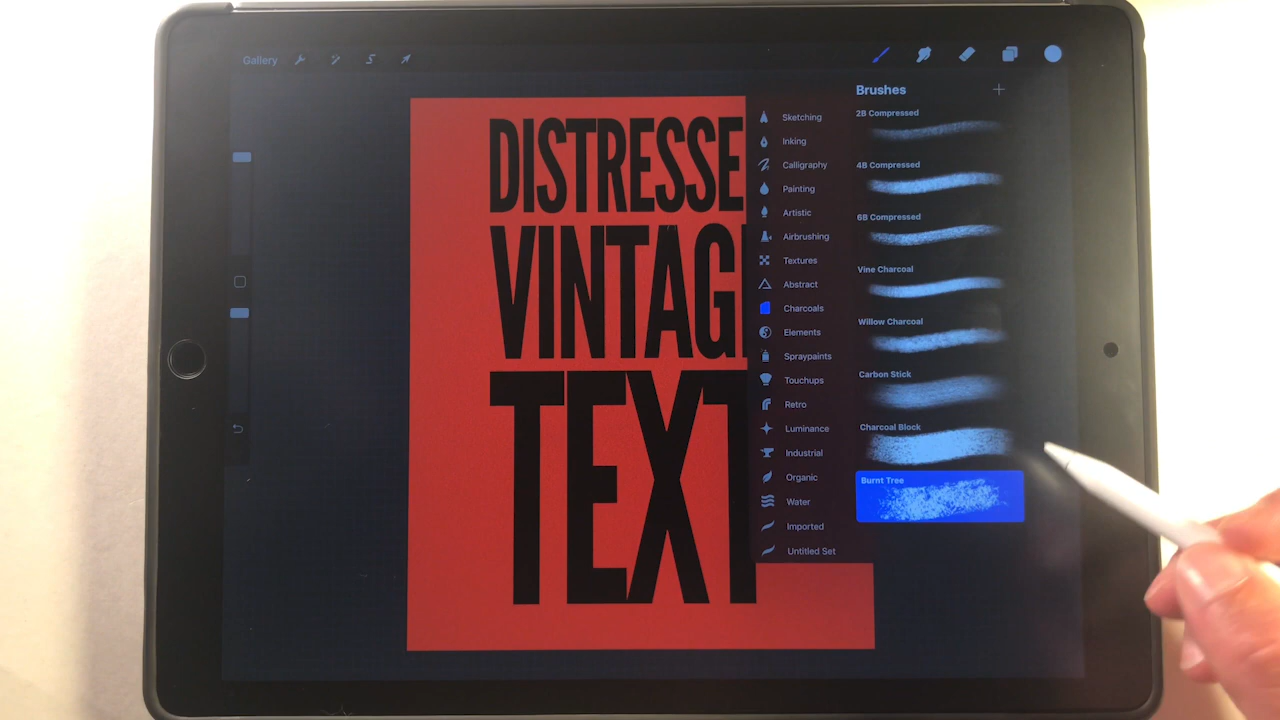 Gallery
DISTRESSE
VINTAG
TEXT
Sketching
Inking
Calligraphy
Painting
Artistic
Airbrushing
Textures
Abstract
Charcoals
Elements
Spraypaints
Touchups
Retro
Luminance
Industrial
Organic
Water
Imported
Untitled Set
Brushes
2B Compressed
4B Compressed
6B Compressed
Vine Charcoal
Willow Charcoal
Carbon Stick
Charcoal Block
Burnt Tree